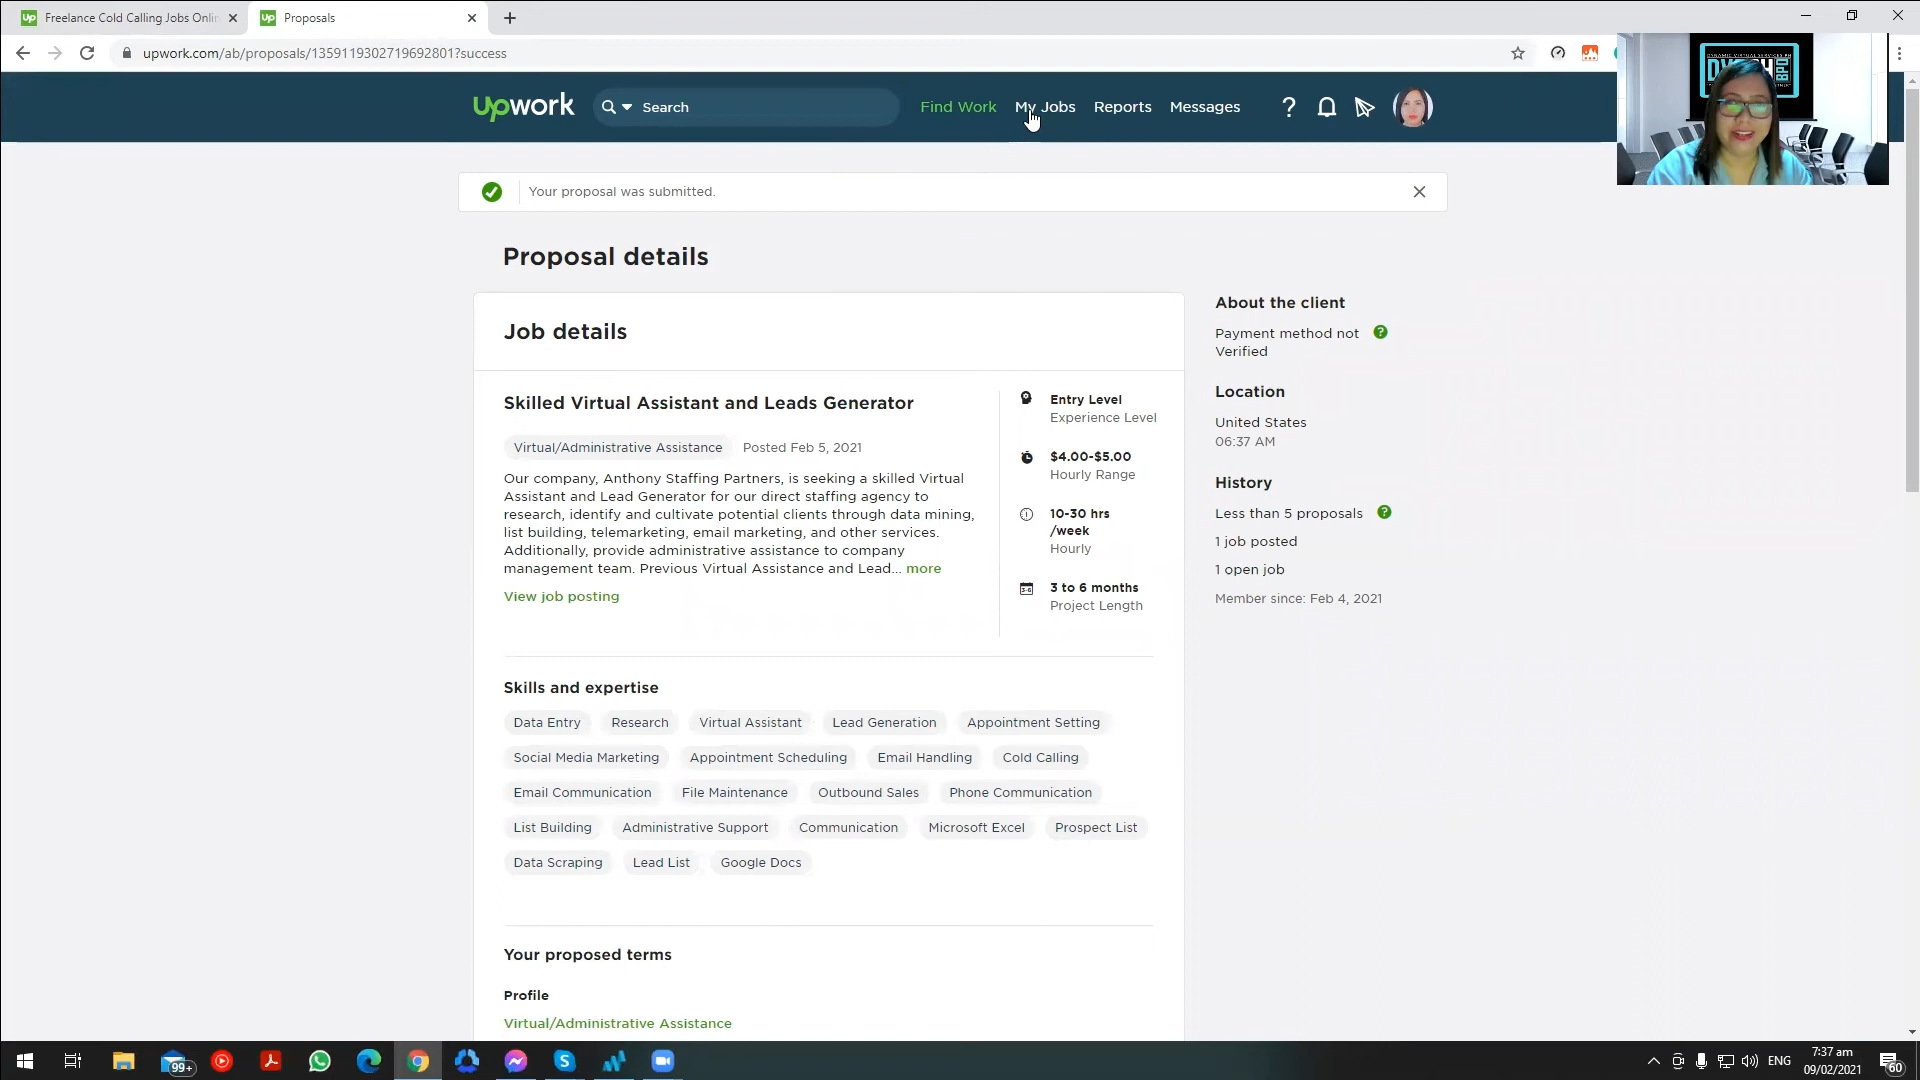 Freelance Cold Calling Jobs Onlin
Proposals
upwork.com/ab/proposals/1359119302719692801?success
upwork
Search
Find Work
My Jobs
Reports
Messages
Your proposal was submitted.
Proposal details
Job details
Skilled Virtual Assistant and Leads Generator
Virtual/Administrative Assistance Posted Feb 5, 2021
Our company, Anthony Staffing Partners, is seeking a skilled Virtual
Assistant and Lead Generator for our direct staffing agency to
research, identify and cultivate potential clients through data mining,
list building, telemarketing, email marketing, and other services.
Additionally, provide administrative assistance to company
management team. Previous Virtual Assistance and Lead... more
View job posting
Entry Level
Experience Level
$4.00-$5.00
Hourly Range
10-30 hrs
/week
Hourly
3 to 6 months
Project Length
Skills and expertise
Data Entry Research Virtual Assistant Lead Generation Appointment Setting
Social Media Marketing Appointment Scheduling Email Handling Cold Calling
Email Communication File Maintenance Outbound Sales Phone Communication
List Building Administrative Support Communication Microsoft Excel Prospect List
Data Scraping Lead List Google Docs
Your proposed terms
Profile
Virtual/Administrative Assistance
About the client
Payment method not
Verified
Location
United States
06:37 AM
History
Less than 5 proposals
1 job posted
1 open job
Member since: Feb 4, 2021
99+
ENG
7:37 am
09/02/2021
60